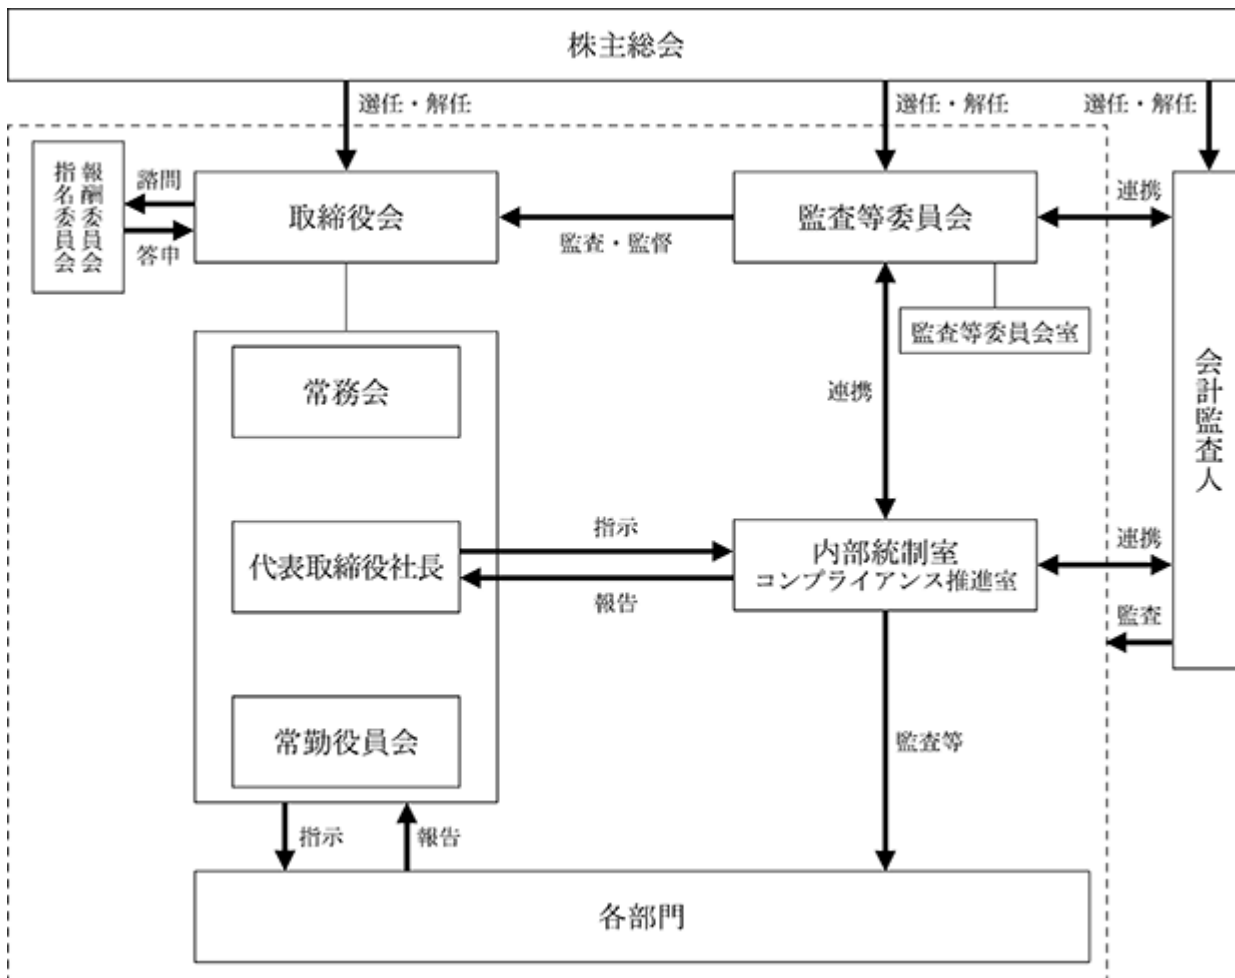 株主総会
選任・解任
選任・解任
選任・解任
報酬委員会
指名委員会
諮問
答申
取締役会
監査・監督
監査等委員会
連携
監査等委員会室
会計監査人
常務会
連携
代表取締役社長
指示
報告
内部統制室
コンプライアンス推進室
連携
監査
常勤役員会
監査等
指示
報告
各部門